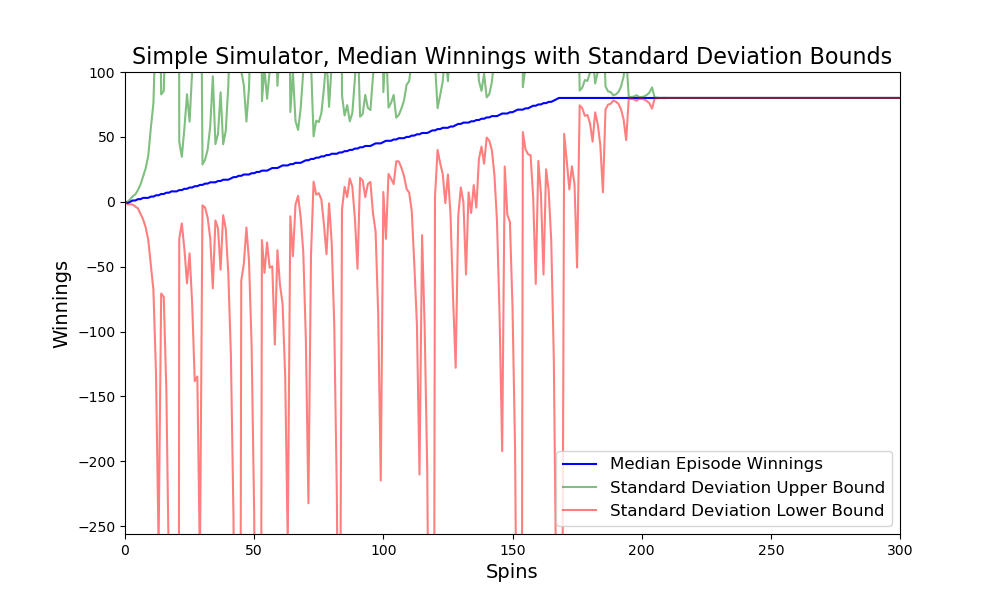 Simple Simulator, Median Winnings with Standard Deviation Bounds
100
50
0
−50
−100
−150
−200
−250
Winnings
Median Episode Winnings
Standard Deviation Upper Bound
Standard Deviation Lower Bound
0 50 100 150 200 250 300
Spins